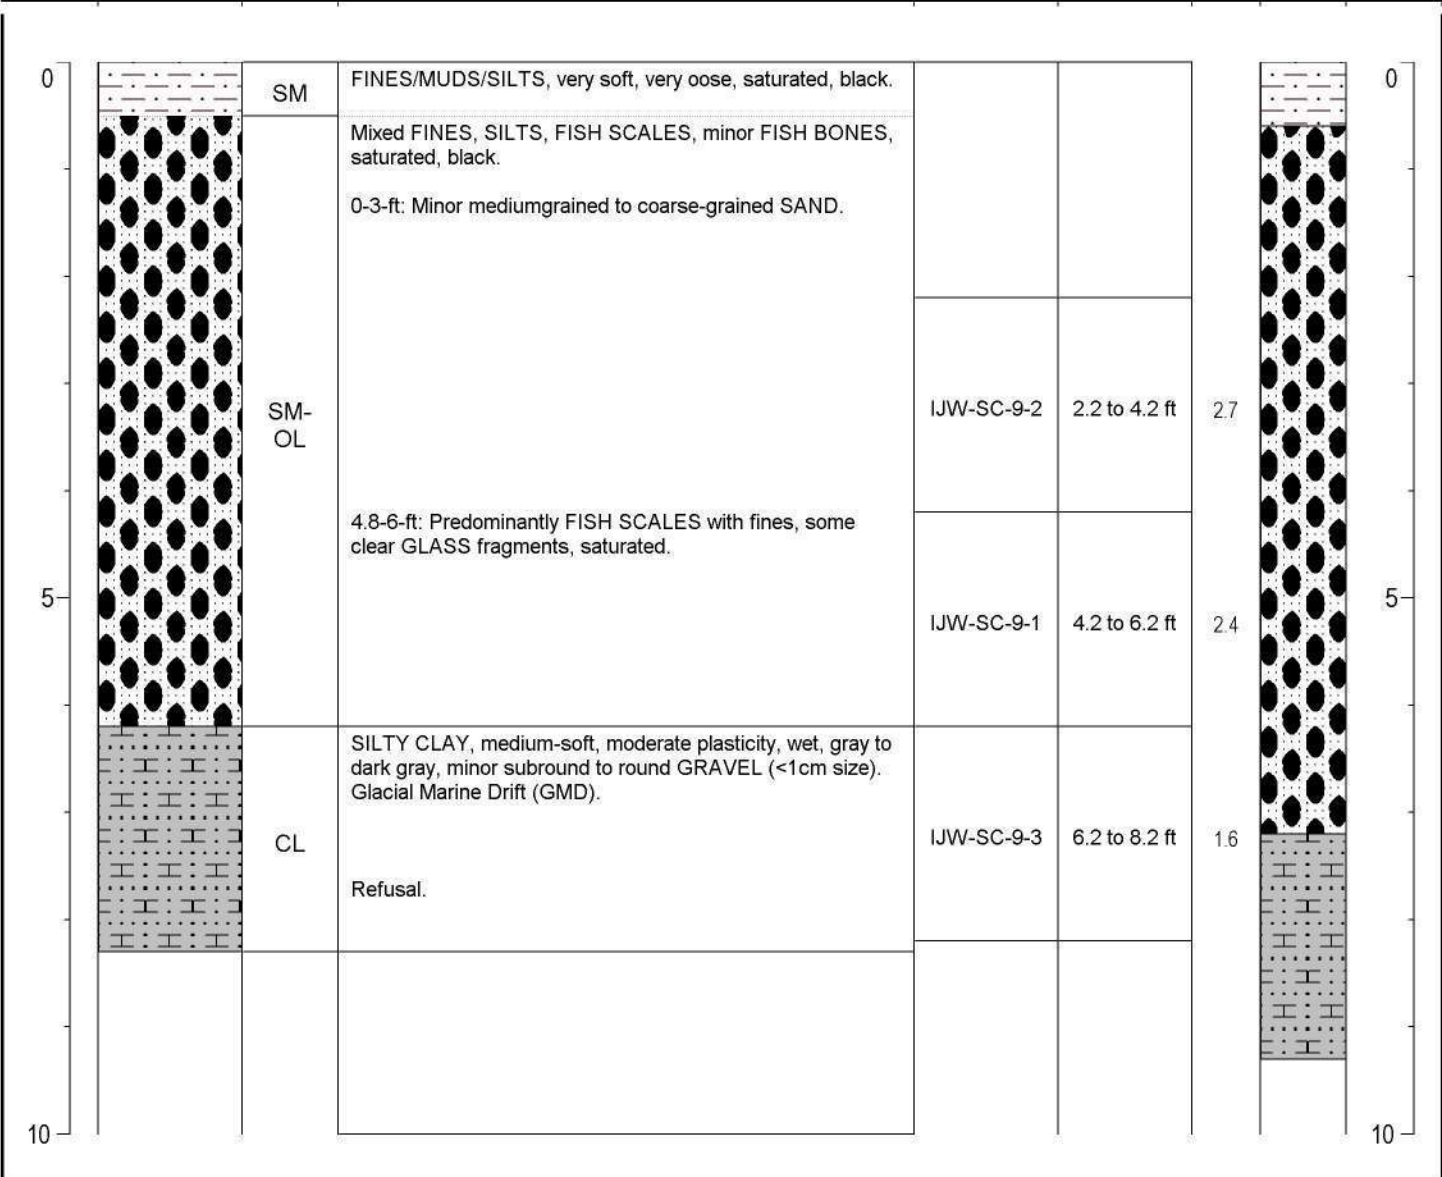 0
SM
FINES/MUDS/SILTS, very soft, very oose, saturated, black.
0
Mixed FINES, SILTS, FISH SCALES, minor FISH BONES,
saturated, black.
0-3-ft: Minor mediumgrained to coarse-grained SAND.
SM-
OL
IJW-SC-9-2
2.2 to 4.2 ft
2.7
4.8-6-ft: Predominantly FISH SCALES with fines, some
clear GLASS fragments, saturated.
5
IJW-SC-9-1
4.2 to 6.2 ft
2.4
5
SILTY CLAY, medium-soft, moderate plasticity, wet, gray to
dark gray, minor subround to round GRAVEL (<1cm size).
Glacial Marine Drift (GMD).
CL
IJW-SC-9-3
6.2 to 8.2 ft
1.6
Refusal.
10
10